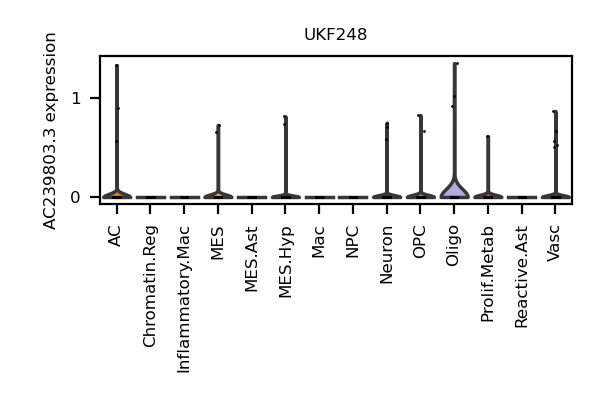 UKF248
AC239803.3 expression
1
0
AC
Chromatin.Reg
Inflammatory.Mac
MES
MES.Ast
MES.Hyp
Mac
NPC
Neuron
OPC
Oligo
Prolif.Metab
Reactive.Ast
Vasc